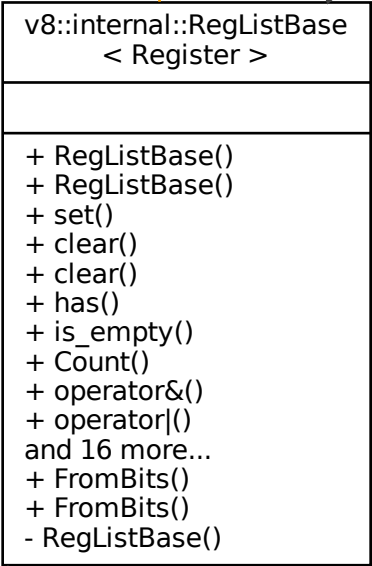 v8::internal::RegListBase
< Register >
+ RegListBase()
+ RegListBase()
+ set()
+ clear()
+ clear()
+ has()
+ is_empty()
+ Count()
+ operator&()
+ operator|()
and 16 more...
+ FromBits()
+ FromBits()
- RegListBase()